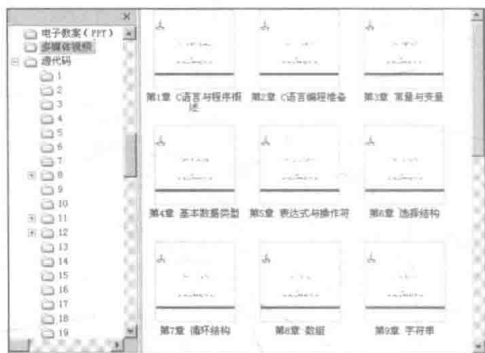 电子教案(PPT)
多媒体视频
源代码
1
2
3
4
5
6
7
8
9
10
11
12
13
14
15
16
17
18
19
第1章 C语言与程序概述
第2章 C语言编程准备
第3章 常量与变量
第4章 基本数据类型
第5章 表达式与操作符
第6章 选择结构
第7章 循环结构
第8章 数组
第9章 字符串